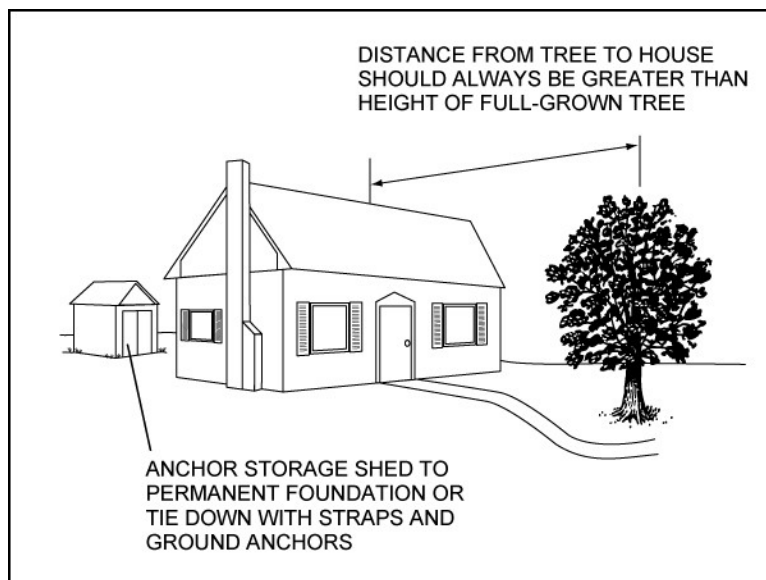 DISTANCE FROM TREE TO HOUSE
SHOULD ALWAYS BE GREATER THAN
HEIGHT OF FULL-GROWN TREE
ANCHOR STORAGE SHED TO
PERMANENT FOUNDATION OR
TIE DOWN WITH STRAPS AND
GROUND ANCHORS